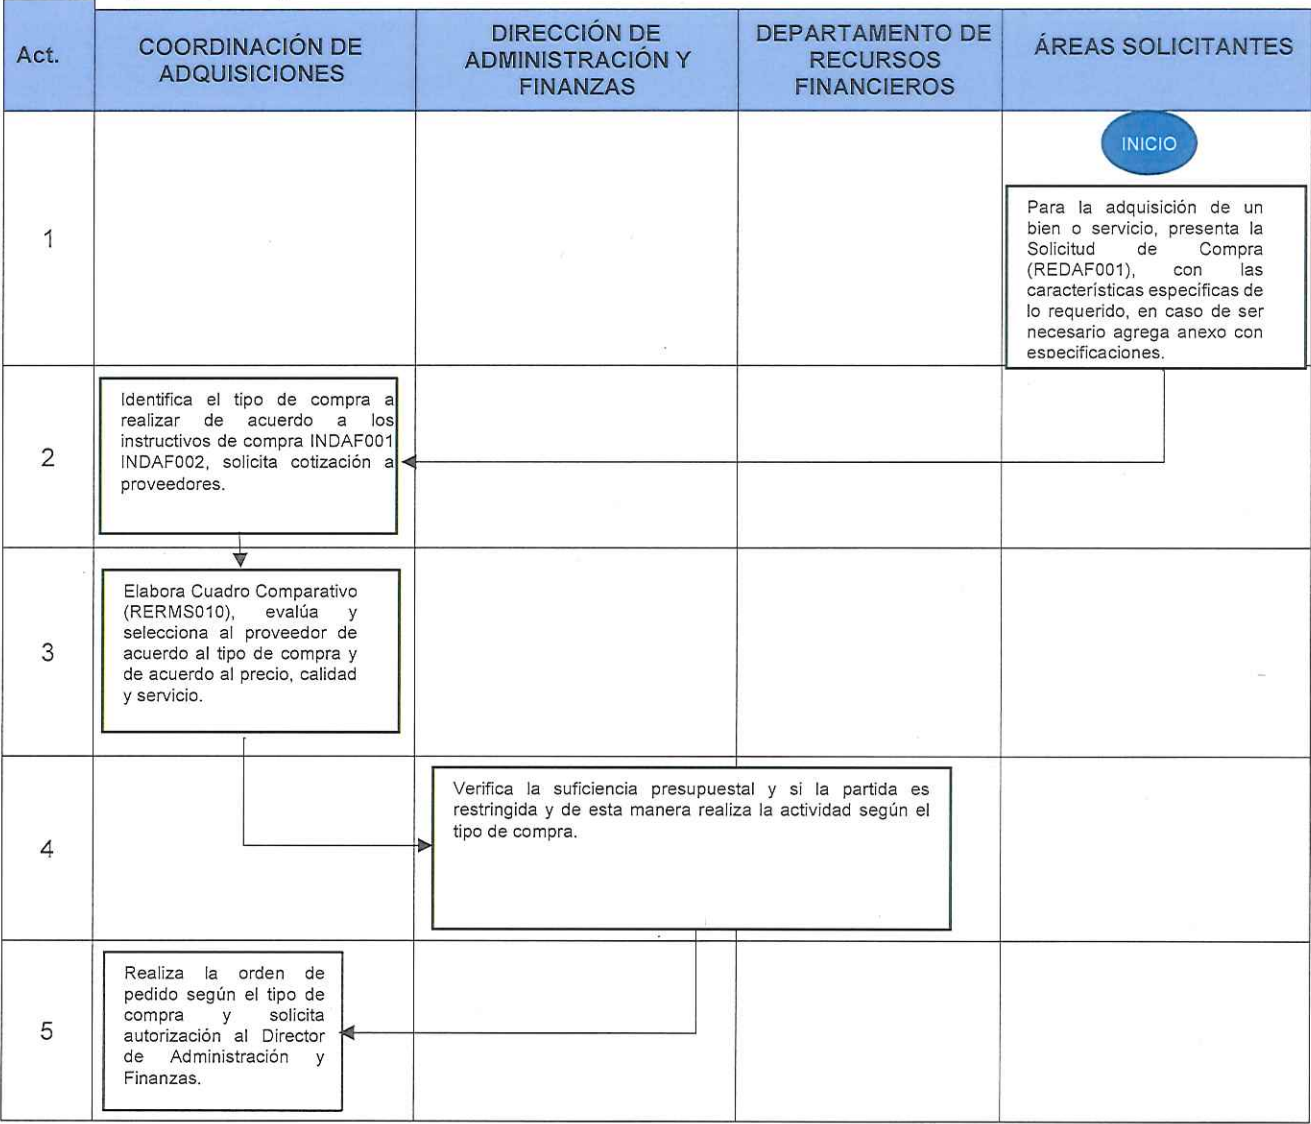 Act.
COORDINACIÓN DE
ADQUISICIONES
DIRECCIÓN DE
ADMINISTRACIÓN Y
FINANZAS
DEPARTAMENTO DE
RECURSOS
FINANCIEROS
ÁREAS SOLICITANTES
INICIO
1
Para la adquisición de un
bien o servicio, presenta la
Solicitud de Compra
(REDAF001), con las
características específicas de
lo requerido, en caso de ser
necesario agrega anexo con
especificaciones.
2
Identifica el tipo de compra a
realizar de acuerdo a los
instructivos de compra INDAF001
INDAF002, solicita cotización a
proveedores.
3
Elabora Cuadro Comparativo
(RERMS010), evalúa y
selecciona al proveedor de
acuerdo al tipo de compra y
de acuerdo al precio, calidad
y servicio.
4
Verifica la suficiencia presupuestal y si la partida es
restringida y de esta manera realiza la actividad según el
tipo de compra.
5
Realiza la orden de
pedido según el tipo de
compra y solicita
autorización al Director
de Administración y
Finanzas.